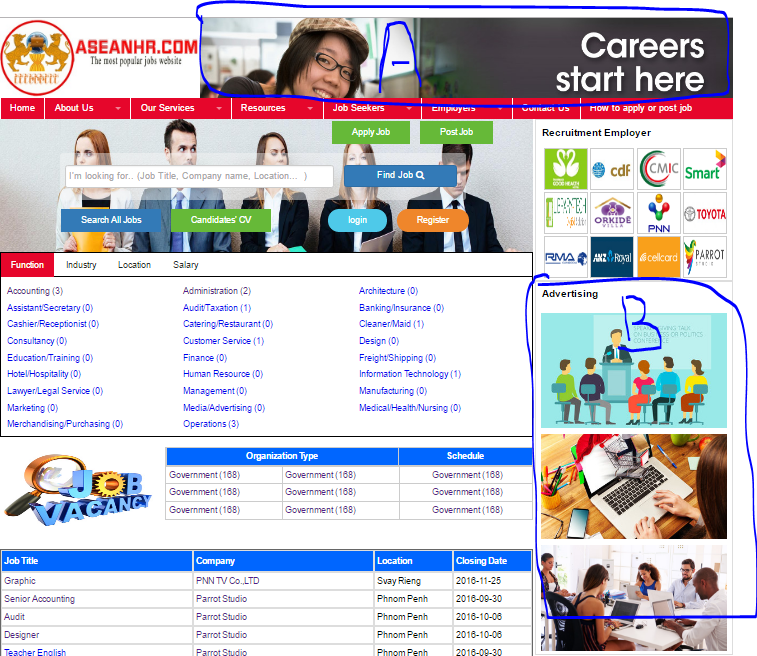 ASEANHR.COM
The most popular jobs website
Careers
start here
Home About Us Our Services Resources Job Seekers Employers Contact Us How to apply or post job
Apply Job Post Job
I'm looking for.. (Job Title, Company name, Location... )
Find Job
Search All Jobs Candidates' CV login Register
Recruitment Employer
GOOD HEALTH cdf CMIC Smart
ORKIDE VILLA PNN TOYOTA
RMA ANZ Royal cellcard PARROT STUDIO
Function Industry Location Salary
Accounting (3) Administration (2) Architecture (0)
Assistant/Secretary (0) Audit/Taxation (1) Banking/Insurance (0)
Cashier/Receptionist (0) Catering/Restaurant (0) Cleaner/Maid (1)
Consultancy (0) Customer Service (1) Design (0)
Education/Training (0) Finance (0) Freight/Shipping (0)
Hotel/Hospitality (0) Human Resource (0) Information Technology (1)
Lawyer/Legal Service (0) Management (0) Manufacturing (0)
Marketing (0) Media/Advertising (0) Medical/Health/Nursing (0)
Merchandising/Purchasing (0) Operations (3)
Advertising
B
JOB
VACANCY
Organization Type Schedule
Government (168) Government (168) Government (168)
Government (168) Government (168) Government (168)
Government (168) Government (168) Government (168)
Job Title Company Location Closing Date
Graphic PNN TV Co.,LTD Svay Rieng 2016-11-25
Senior Accounting Parrot Studio Phnom Penh 2016-09-30
Audit Parrot Studio Phnom Penh 2016-10-06
Designer Parrot Studio Phnom Penh 2016-10-06
Teacher English Parrot Studio Phnom Penh 2016-09-30